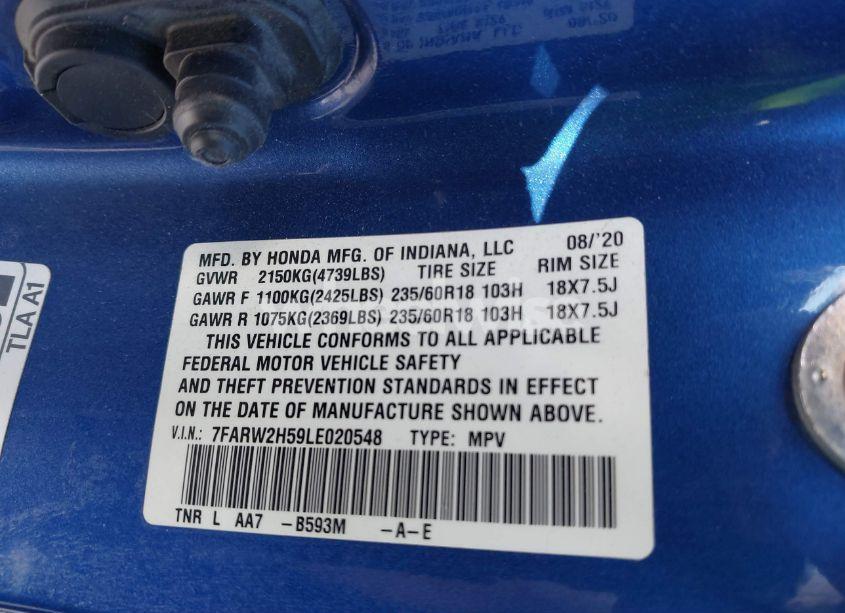 MFD. BY HONDA MFG. OF INDIANA, LLC 08/'20
GVWR 2150KG(4739LBS) TIRE SIZE RIM SIZE
GAWR F 1100KG(2425LBS) 235/60R18 103H 18X7.5J
GAWR R 1075KG(2369LBS) 235/60R18 103H 18X7.5J
THIS VEHICLE CONFORMS TO ALL APPLICABLE
FEDERAL MOTOR VEHICLE SAFETY
AND THEFT PREVENTION STANDARDS IN EFFECT
ON THE DATE OF MANUFACTURE SHOWN ABOVE.
V.I.N.: 7FARW2H59LE020548 TYPE: MPV
TNR L AA7 -B593M -A-E
TLA A1